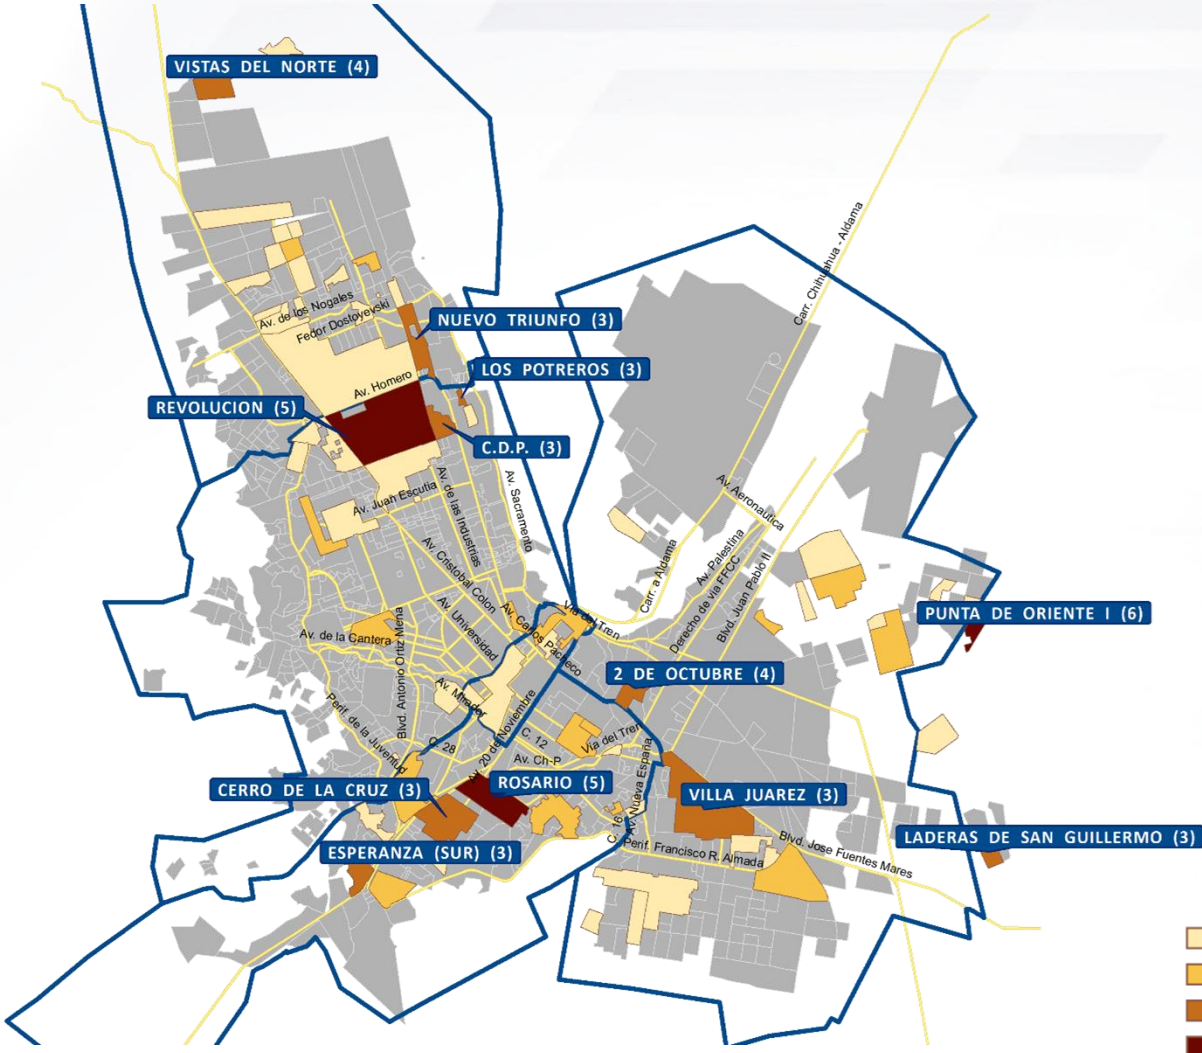 VISTAS DEL NORTE (4)
Carr. Chihuahua - Aldama
Av. de los Nogales
Fedor Dostoyevski
NUEVO TRIUNFO (3)
LOS POTREROS (3)
Av. Homero
REVOLUCION (5)
C.D.P. (3)
Av. Juan Escutia
Av. de las Industrias
Av. Sacramento
Av. Aeronautica
Av. Cristobal Colon
Carr. a Aldama
Av. Palestina
Derecho de via FFCC
Blvd. Juan Pablo II
Av. Universidad
Av. Carlos Pacheco
Via del Tren
PUNTA DE ORIENTE I (6)
Av. de la Cantera
Blvd. Antonio Ortiz Mena
2 DE OCTUBRE (4)
Av. Mirador
Perif. de la Juventud
Av. 20 de Noviembre
C. 28
C. 12
Via del Tren
Av. Ch-P
Av. Nueva España
CERRO DE LA CRUZ (3)
ROSARIO (5)
VILLA JUAREZ (3)
C. 16
LADERAS DE SAN GUILLERMO (3)
ESPERANZA (SUR) (3)
Perif. Francisco R. Almada
Blvd. Jose Fuentes Mares